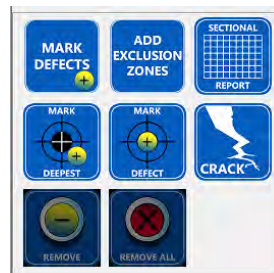 MARK
DEFECTS
ADD
EXCLUSION
ZONES
SECTIONAL
REPORT
MARK
DEEPEST
MARK
DEFECT
CRACK
REMOVE
REMOVE ALL